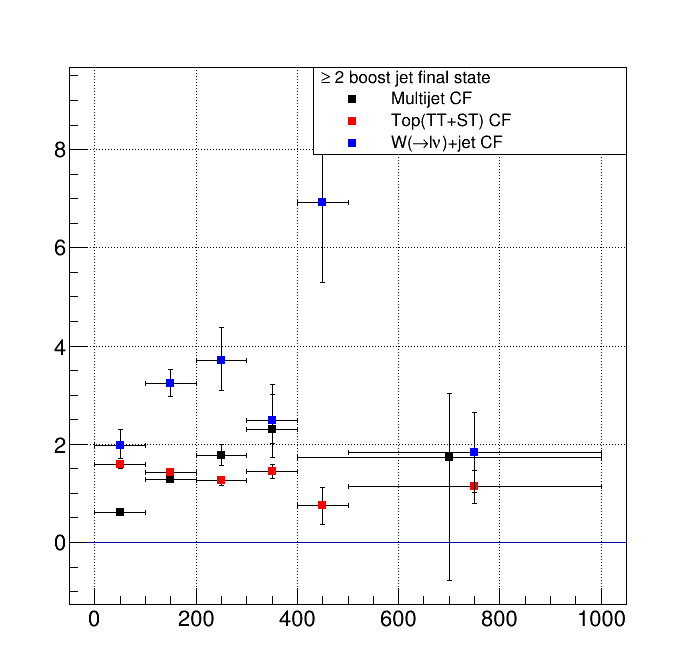 ≥ 2 boost jet final state
Multijet CF
Top(TT+ST) CF
W(→lν)+jet CF
8
6
4
2
0
0 200 400 600 800 1000